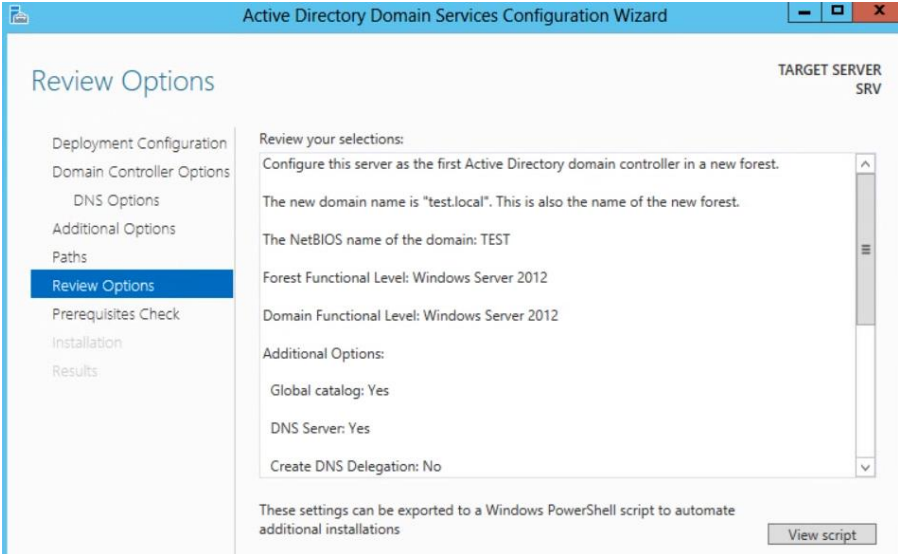 Active Directory Domain Services Configuration Wizard
Review Options
TARGET SERVER
SRV
Deployment Configuration
Domain Controller Options
DNS Options
Additional Options
Paths
Review Options
Prerequisites Check
Installation
Results
Review your selections:
Configure this server as the first Active Directory domain controller in a new forest.
The new domain name is "test.local". This is also the name of the new forest.
The NetBIOS name of the domain: TEST
Forest Functional Level: Windows Server 2012
Domain Functional Level: Windows Server 2012
Additional Options:
Global catalog: Yes
DNS Server: Yes
Create DNS Delegation: No
These settings can be exported to a Windows PowerShell script to automate
additional installations
View script